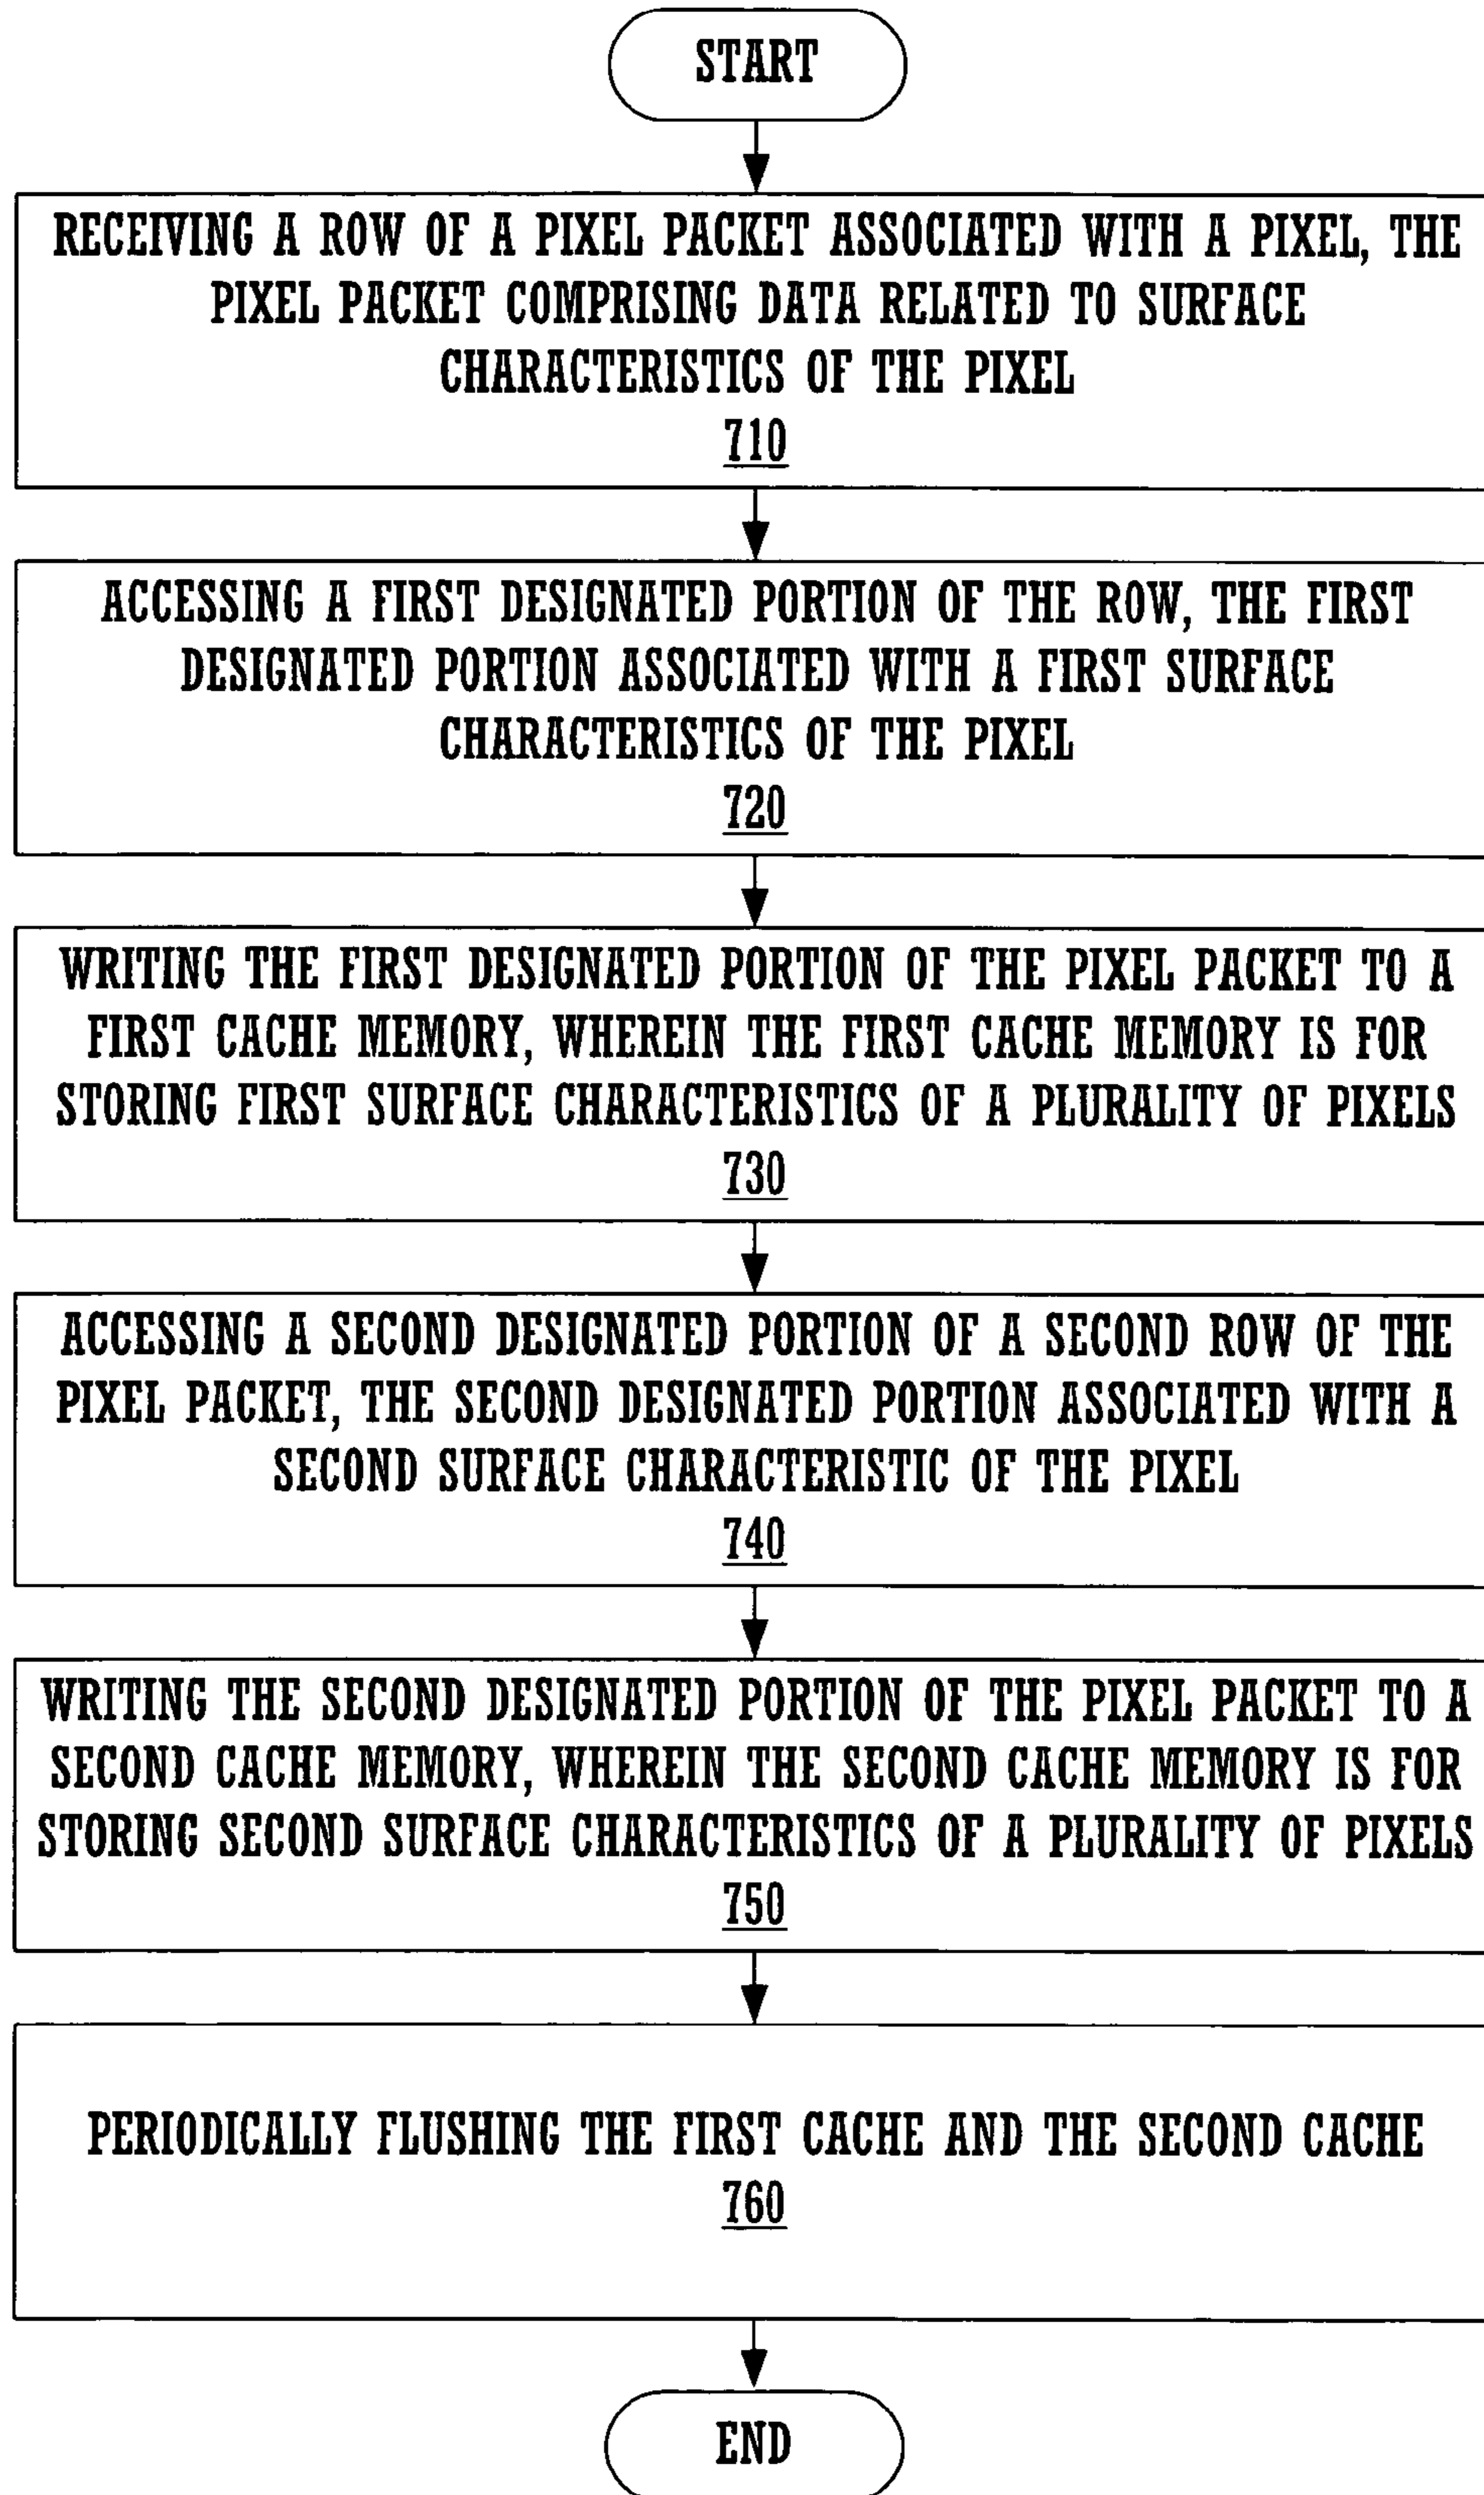 START
RECEIVING A ROW OF A PIXEL PACKET ASSOCIATED WITH A PIXEL, THE
PIXEL PACKET COMPRISING DATA RELATED TO SURFACE
CHARACTERISTICS OF THE PIXEL
710
ACCESSING A FIRST DESIGNATED PORTION OF THE ROW, THE FIRST
DESIGNATED PORTION ASSOCIATED WITH A FIRST SURFACE
CHARACTERISTICS OF THE PIXEL
720
WRITING THE FIRST DESIGNATED PORTION OF THE PIXEL PACKET TO A
FIRST CACHE MEMORY, WHEREIN THE FIRST CACHE MEMORY IS FOR
STORING FIRST SURFACE CHARACTERISTICS OF A PLURALITY OF PIXELS
730
ACCESSING A SECOND DESIGNATED PORTION OF A SECOND ROW OF THE
PIXEL PACKET, THE SECOND DESIGNATED PORTION ASSOCIATED WITH A
SECOND SURFACE CHARACTERISTIC OF THE PIXEL
740
WRITING THE SECOND DESIGNATED PORTION OF THE PIXEL PACKET TO A
SECOND CACHE MEMORY, WHEREIN THE SECOND CACHE MEMORY IS FOR
STORING SECOND SURFACE CHARACTERISTICS OF A PLURALITY OF PIXELS
750
PERIODICALLY FLUSHING THE FIRST CACHE AND THE SECOND CACHE
760
END